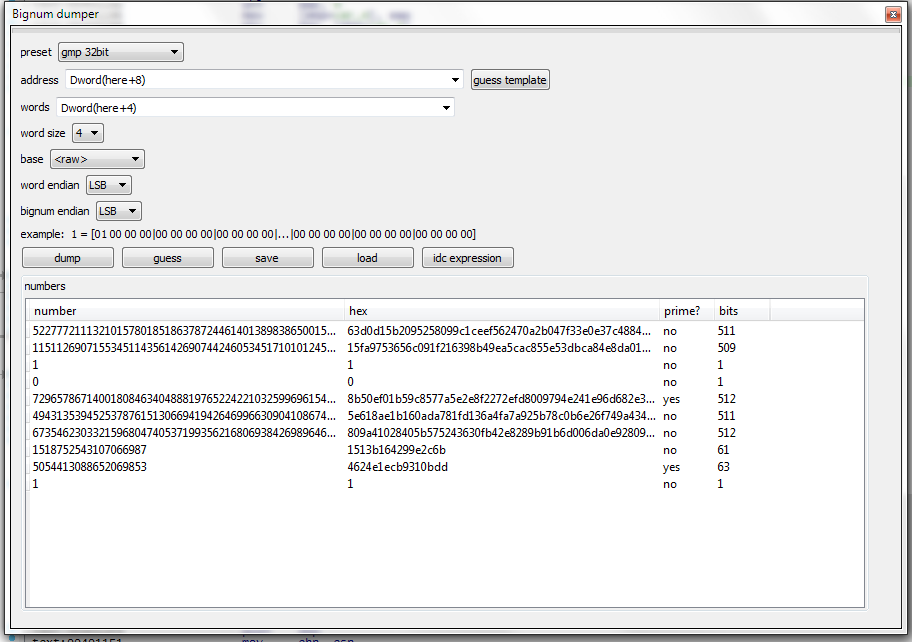 Bignum dumper
preset gmp 32bit
address Dword(here+8) guess template
words Dword(here+4)
word size 4
base <raw>
word endian LSB
bignum endian LSB
example: 1 = [01 00 00 00|00 00 00 00|00 00 00 00|...|00 00 00 00|00 00 00 00|00 00 00 00]
dump guess save load idc expression
numbers
number hex prime? bits
5227772111321015780185186378724461401389838650015... 63d0d15b2095258099c1ceef562470a2b047f33e0e37c4884... no 511
1151126907155345114356142690744246053451710101245... 15fa9753656c091f216398b49ea5cac855e53dbca84e8da01... no 509
1 1 no 1
0 0 no 1
7296578671400180846340488819765224221032599696154... 8b50ef01b59c8577a5e2e8f2272efd8009794e241e96d682e3... yes 512
4943135394525378761513066941942646996630904108674... 5e618ae1b160ada781fd136a4fa7a925b78c0b6e26f749a434... no 511
6735462303321596804740537199356216806938426989646... 809a41028405b575243630fb42e8289b91b6d006da0e92809... no 512
1518752543107066987 1513b164299e2c6b no 61
5054413088652069853 4624e1ecb9310bdd yes 63
1 1 no 1